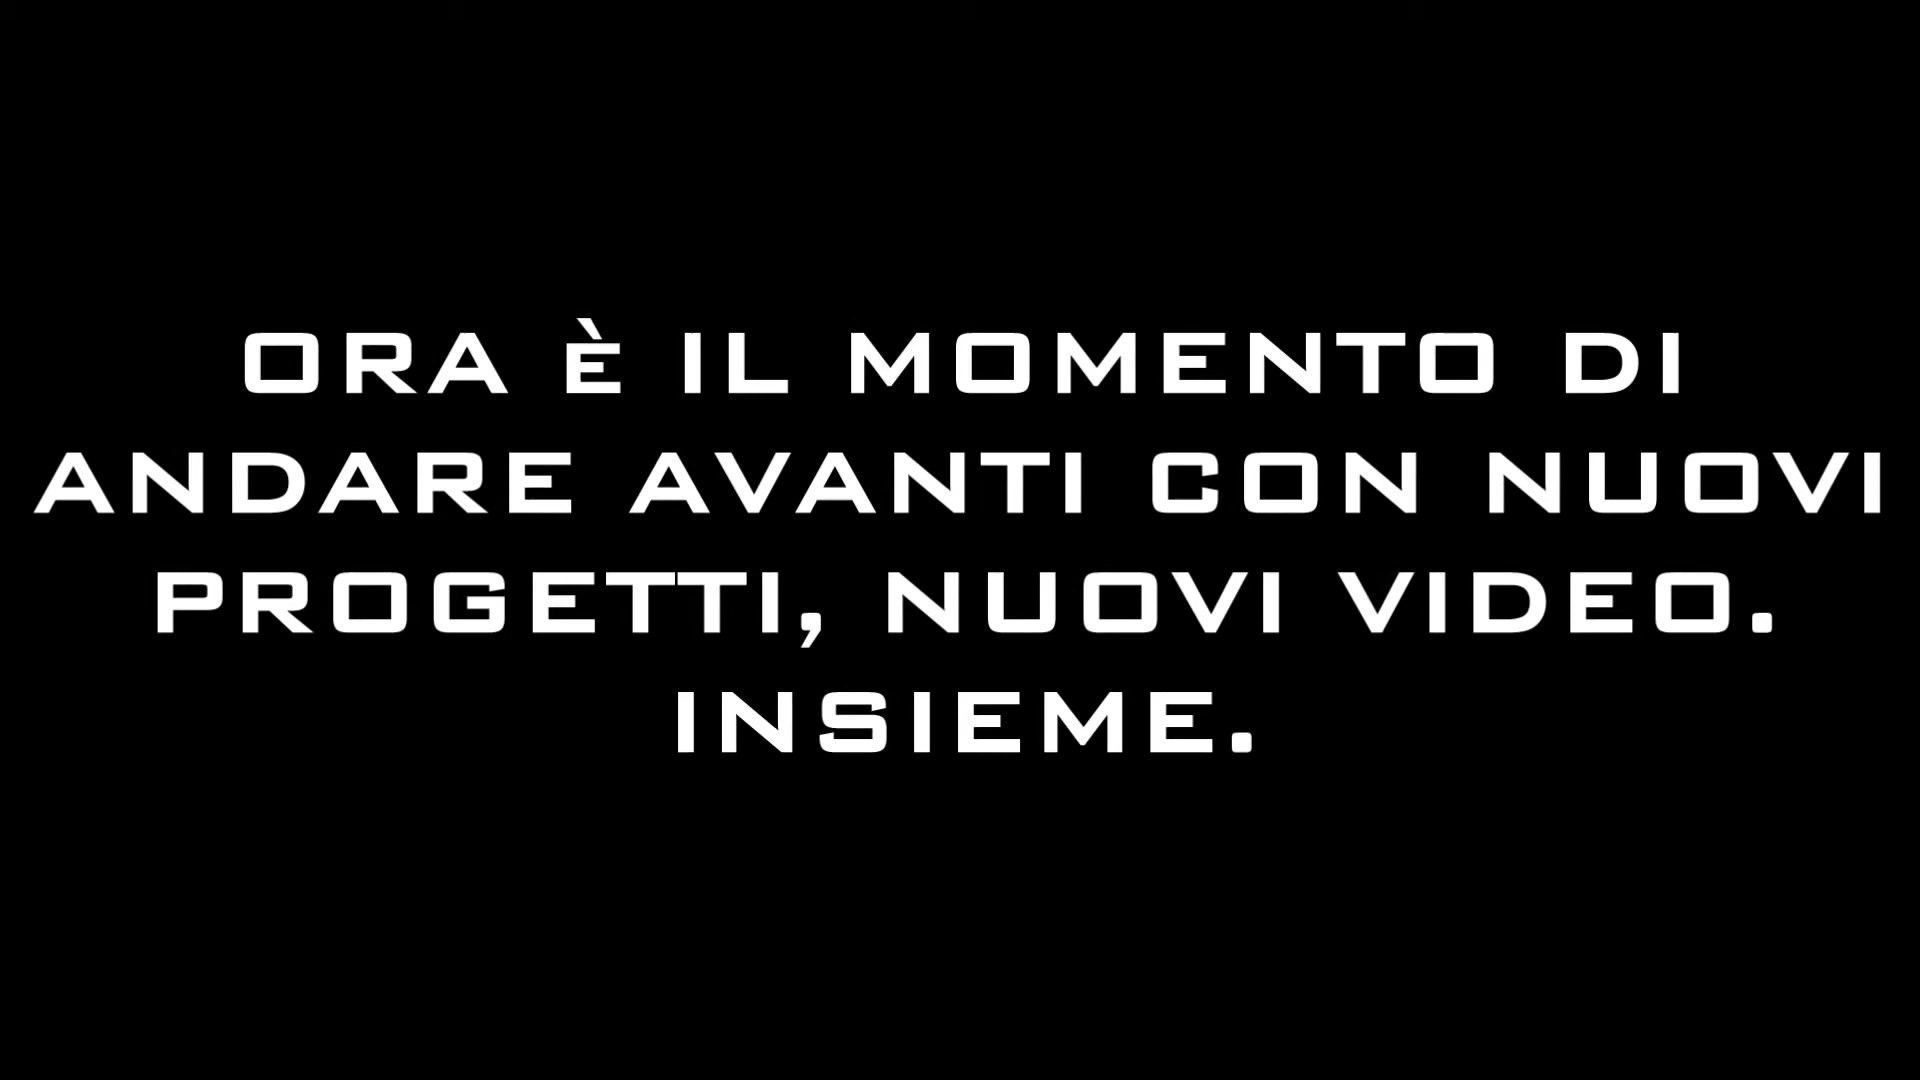 ORA è IL MOMENTO DI
ANDARE AVANTI CON NUOVI
PROGETTI, NUOVI VIDEO.
INSIEME.